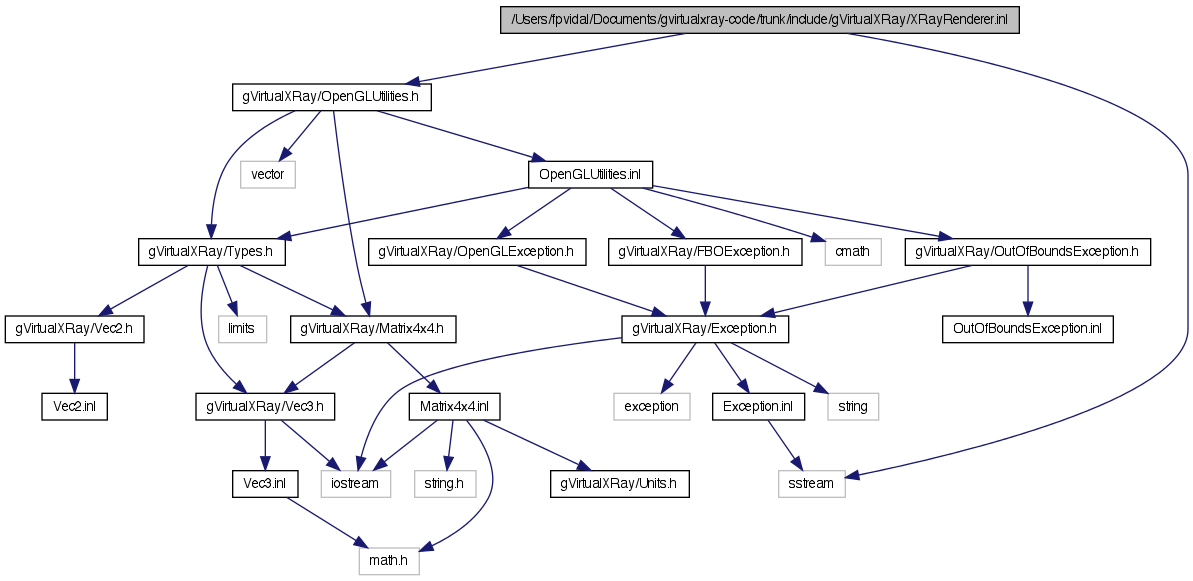 /Users/fpvidal/Documents/gvirtualxray-code/trunk/include/gVirtualXRay/XRayRenderer.inl
gVirtualXRay/OpenGLUtilities.h
vector
OpenGLUtilities.inl
gVirtualXRay/Types.h
gVirtualXRay/OpenGLException.h
gVirtualXRay/FBOException.h
cmath
gVirtualXRay/OutOfBoundsException.h
gVirtualXRay/Vec2.h
limits
gVirtualXRay/Matrix4x4.h
gVirtualXRay/Exception.h
OutOfBoundsException.inl
Vec2.inl
gVirtualXRay/Vec3.h
Matrix4x4.inl
exception
Exception.inl
string
Vec3.inl
iostream
string.h
gVirtualXRay/Units.h
sstream
math.h